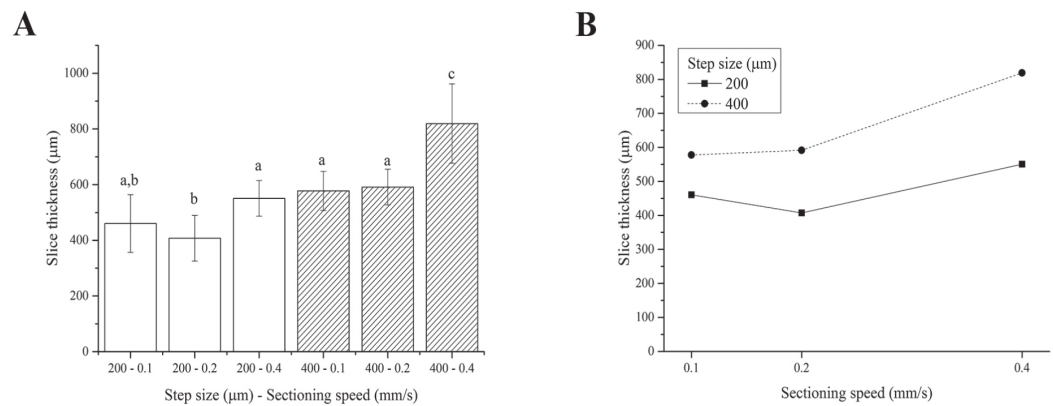 A
Slice thickness (μm)
1000
800
600
400
200
0
a,b
b
a
a
a
c
200 - 0.1
200 - 0.2
200 - 0.4
400 - 0.1
400 - 0.2
400 - 0.4
Step size (μm) - Sectioning speed (mm/s)
B
Slice thickness (μm)
900
800
700
600
500
400
300
200
100
0
Step size (μm)
200
400
0.1
0.2
0.4
Sectioning speed (mm/s)